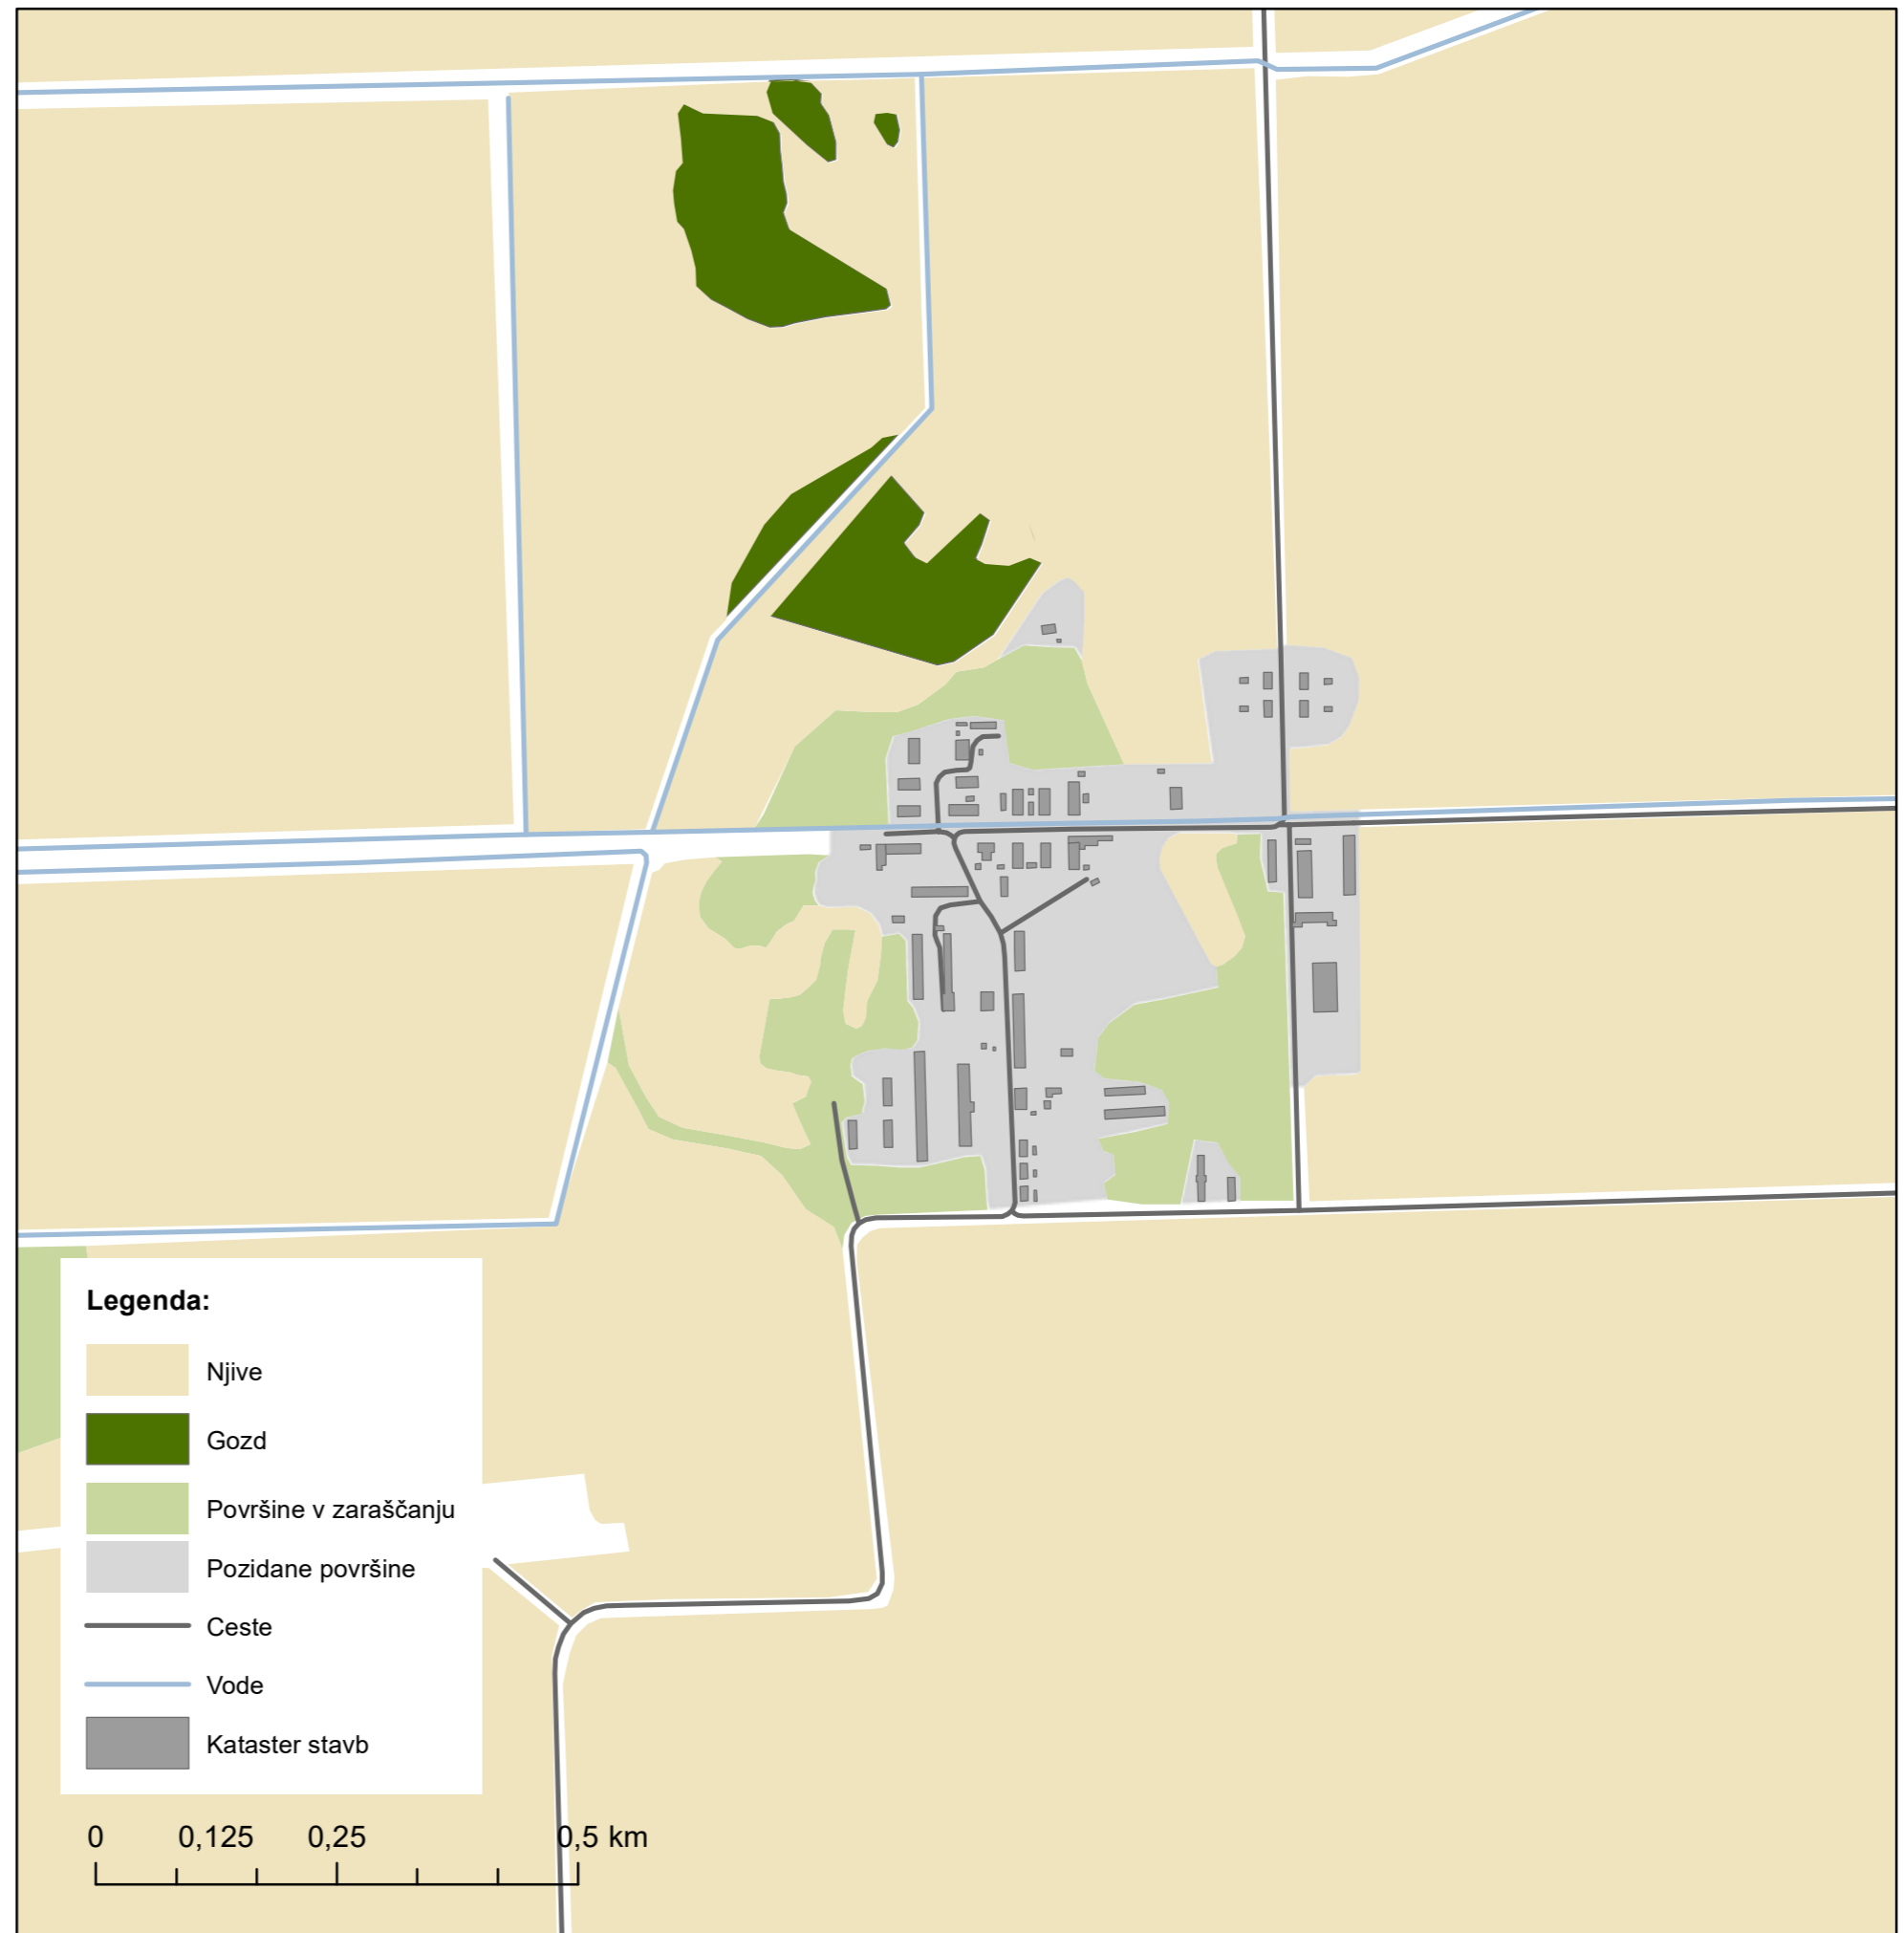 Legenda:
Njive
Gozd
Površine v zaraščanju
Pozidane površine
Ceste
Vode
Kataster stavb
0 0,125 0,25 0,5 km